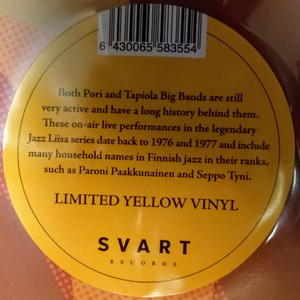 6 430065 583554
Both Pori and Tapiola Big Bands are still
very active and have a long history behind them.
These on-air live performances in the legendary
Jazz Liisa series date back to 1976 and 1977 and include
many household names in Finnish jazz in their ranks,
such as Paroni Paakkunainen and Seppo Tyni.
LIMITED YELLOW VINYL
SVART
RECORDS